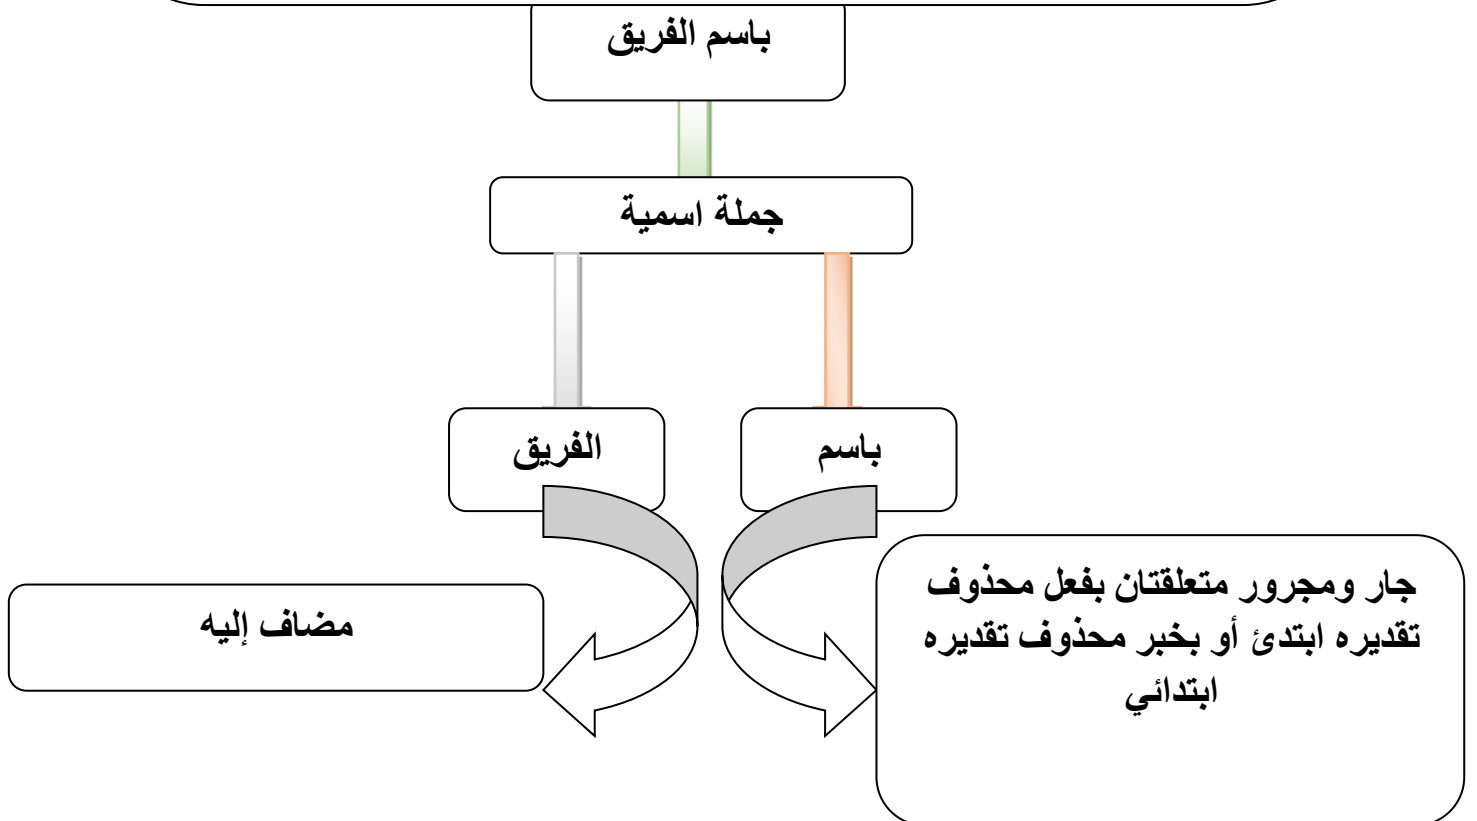 باسم الفريق
جملة اسمية
باسم
الفريق
جار ومجرور متعلقتان بفعل محذوف
تقديره ابتدئ أو بخبر محذوف تقديره
ابتدائي
مضاف إليه